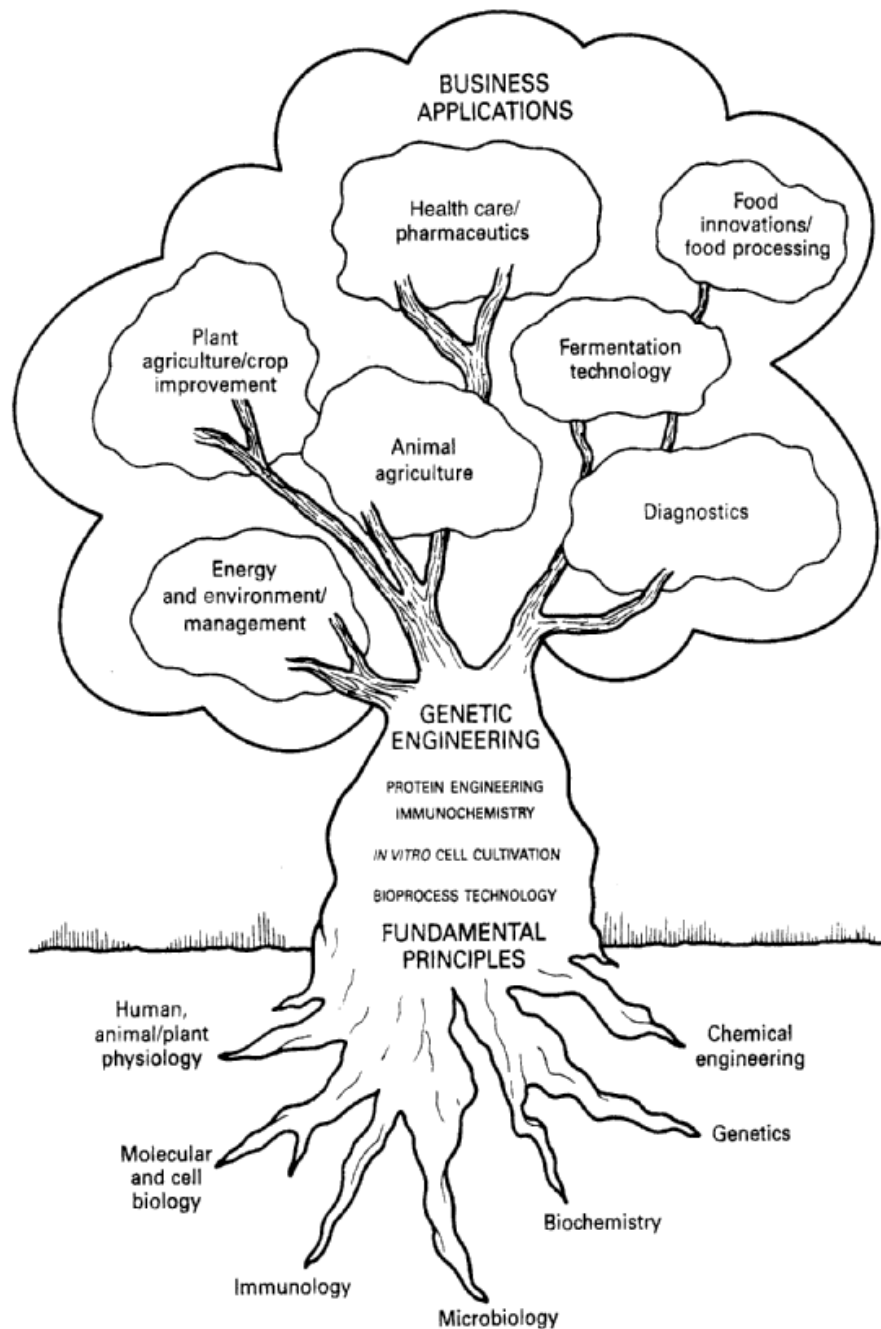 BUSINESS
APPLICATIONS
Health care/
pharmaceutics
Food
innovations/
food processing
Plant
agriculture/crop
improvement
Fermentation
technology
Animal
agriculture
Diagnostics
Energy
and environment/
management
GENETIC
ENGINEERING
PROTEIN ENGINEERING
IMMUNOCHEMISTRY
IN VITRO CELL CULTIVATION
BIOPROCESS TECHNOLOGY
FUNDAMENTAL
PRINCIPLES
Human,
animal/plant
physiology
Chemical
engineering
Molecular
and cell
biology
Genetics
Biochemistry
Immunology
Microbiology